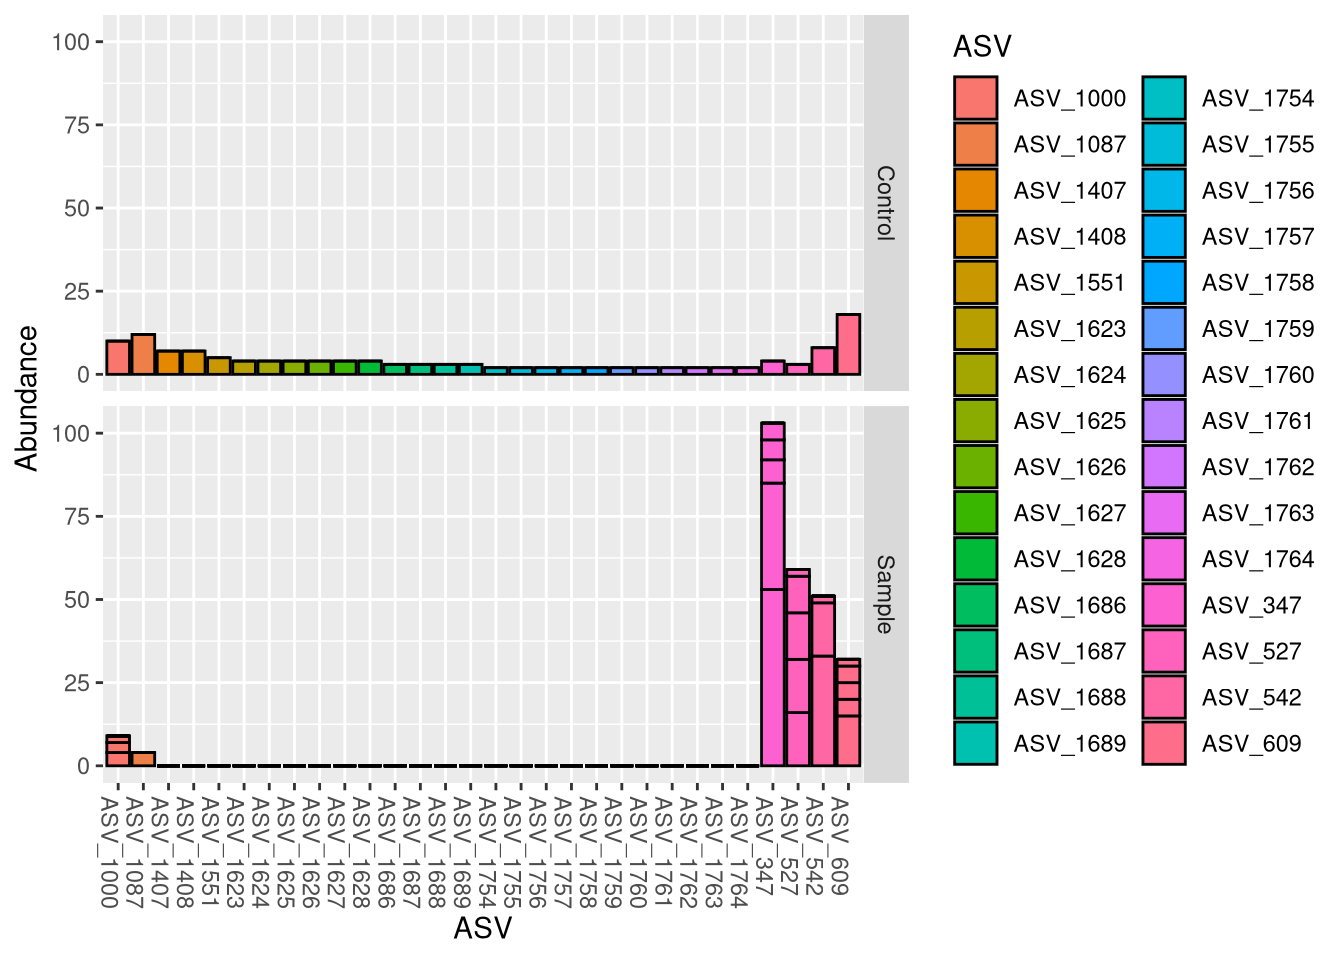 100
75
50
25
0
Control
100
75
50
25
0
Sample
Abundance
ASV_1000
ASV_1087
ASV_1407
ASV_1408
ASV_1551
ASV_1623
ASV_1624
ASV_1625
ASV_1626
ASV_1627
ASV_1628
ASV_1686
ASV_1687
ASV_1688
ASV_1689
ASV_1754
ASV_1755
ASV_1756
ASV_1757
ASV_1758
ASV_1759
ASV_1760
ASV_1761
ASV_1762
ASV_1763
ASV_1764
ASV_347
ASV_527
ASV_542
ASV_609
ASV
ASV
ASV_1000
ASV_1087
ASV_1407
ASV_1408
ASV_1551
ASV_1623
ASV_1624
ASV_1625
ASV_1626
ASV_1627
ASV_1628
ASV_1686
ASV_1687
ASV_1688
ASV_1689
ASV_1754
ASV_1755
ASV_1756
ASV_1757
ASV_1758
ASV_1759
ASV_1760
ASV_1761
ASV_1762
ASV_1763
ASV_1764
ASV_347
ASV_527
ASV_542
ASV_609